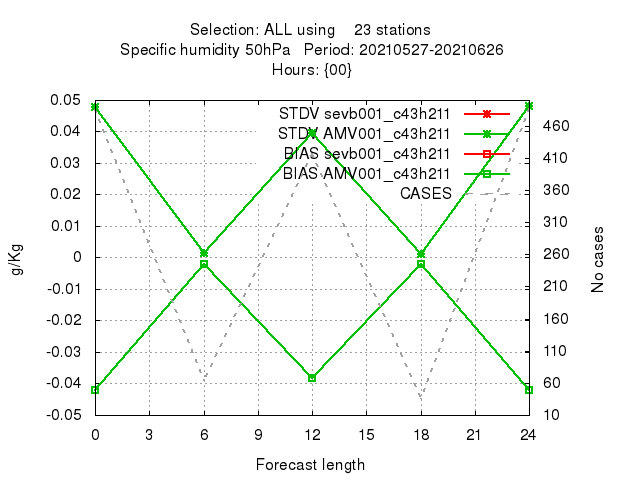 Selection: ALL using 23 stations
Specific humidity 50hPa Period: 20210527-20210626
Hours: {00}
STDV sevb001_c43h211
STDV AMV001_c43h211
BIAS sevb001_c43h211
BIAS AMV001_c43h211
CASES
g/Kg
0.05
0.04
0.03
0.02
0.01
0
-0.01
-0.02
-0.03
-0.04
-0.05
No cases
460
410
360
310
260
210
160
110
60
10
0 3 6 9 12 15 18 21 24
Forecast length